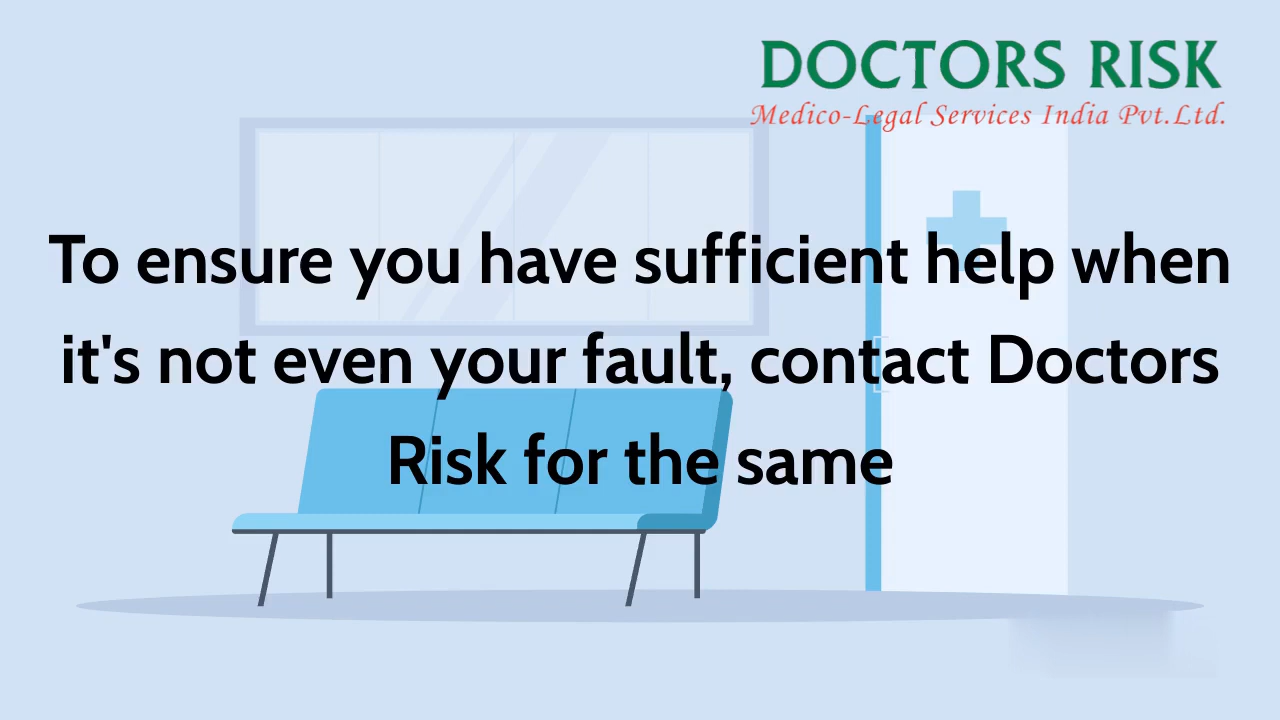 DOCTORS RISK
Medico-Legal Services India Pvt.Ltd.
To ensure you have sufficient help when
it's not even your fault, contact Doctors
Risk for the same